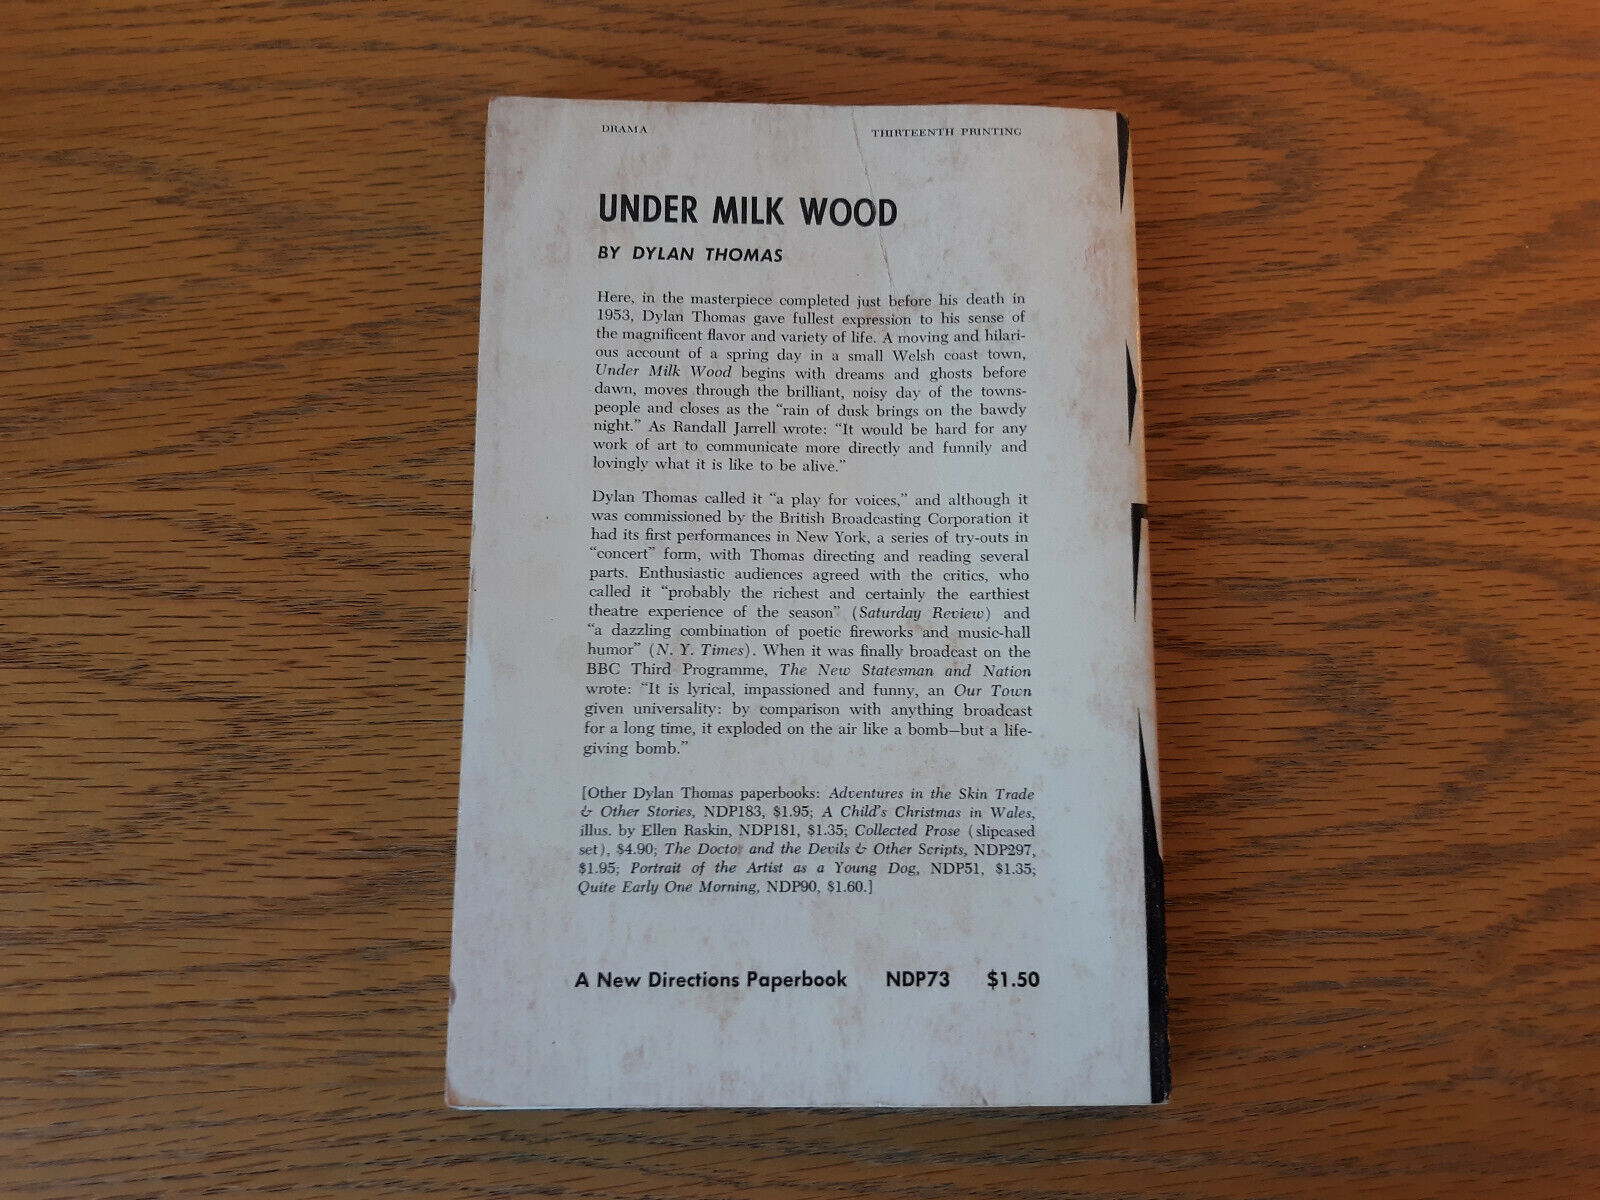 DRAMA THIRTEENTH PRINTING
UNDER MILK WOOD
BY DYLAN THOMAS
Here, in the masterpiece completed just before his death in
1953, Dylan Thomas gave fullest expression to his sense of
the magnificent flavor and variety of life. A moving and hilari-
ous account of a spring day in a small Welsh coast town,
Under Milk Wood begins with dreams and ghosts before
dawn, moves through the brilliant, noisy day of the towns-
people and closes as the “rain of dusk brings on the bawdy
night.” As Randall Jarrell wrote: “It would be hard for any
work of art to communicate more directly and funnily and
lovingly what it is like to be alive.”
Dylan Thomas called it “a play for voices,” and although it
was commissioned by the British Broadcasting Corporation it
had its first performances in New York, a series of try-outs in
“concert” form, with Thomas directing and reading several
parts. Enthusiastic audiences agreed with the critics, who
called it “probably the richest and certainly the earthiest
theatre experience of the season” (Saturday Review) and
“a dazzling combination of poetic fireworks and music-hall
humor” (N. Y. Times). When it was finally broadcast on the
BBC Third Programme, The New Statesman and Nation
wrote: “It is lyrical, impassioned and funny, an Our Town
given universality: by comparison with anything broadcast
for a long time, it exploded on the air like a bomb—but a life-
giving bomb.”
[Other Dylan Thomas paperbooks: Adventures in the Skin Trade
& Other Stories, NDP183, $1.95; A Child's Christmas in Wales,
illus. by Ellen Raskin, NDP181, $1.35; Collected Prose (slipcased
set), $4.90; The Doctor and the Devils & Other Scripts, NDP297,
$1.95; Portrait of the Artist as a Young Dog, NDP51, $1.35;
Quite Early One Morning, NDP90, $1.60.]
A New Directions Paperbook NDP73 $1.50